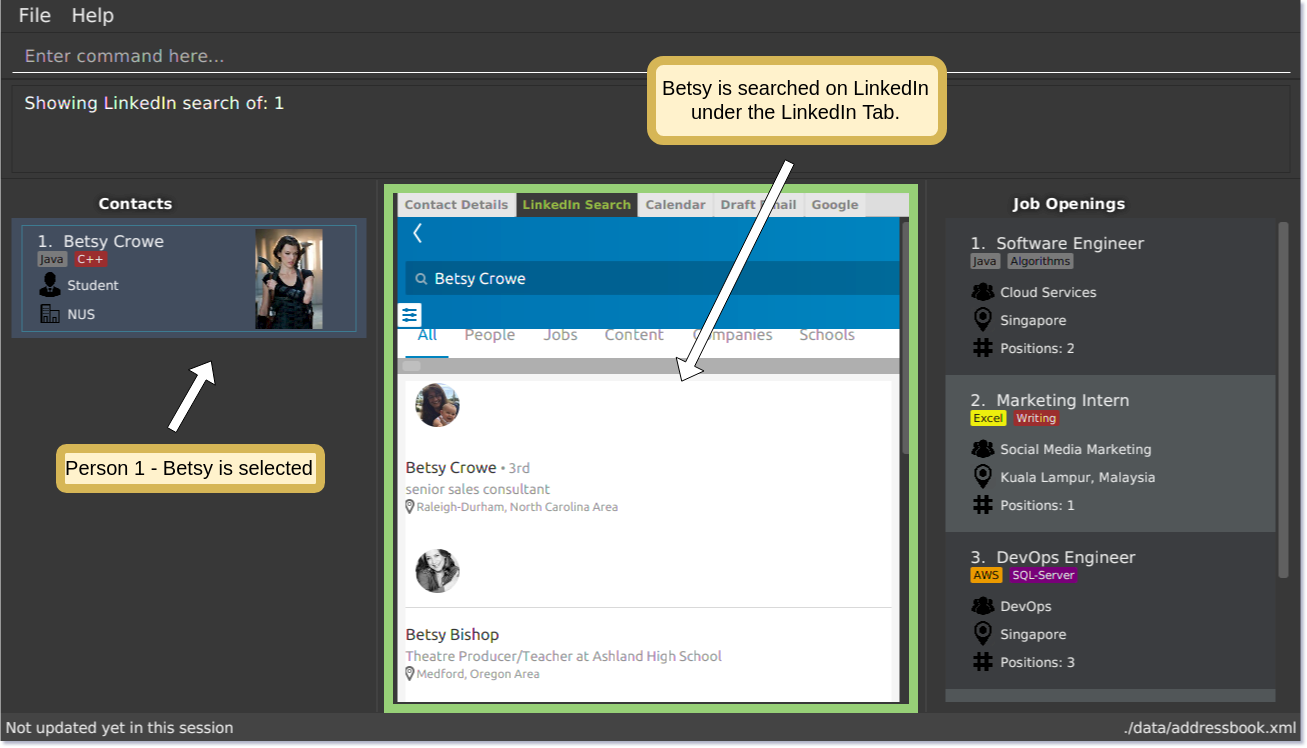 File Help
Enter command here...
Showing LinkedIn search of: 1
Betsy is searched on LinkedIn
under the LinkedIn Tab.
Contacts
1. Betsy Crowe
Java C++
Student
NUS
Person 1 - Betsy is selected
Contact Details LinkedIn Search Calendar Draft Email Google
Betsy Crowe
All People Jobs Content Companies Schools
Betsy Crowe • 3rd
senior sales consultant
Raleigh-Durham, North Carolina Area
Betsy Bishop
Theatre Producer/Teacher at Ashland High School
Medford, Oregon Area
Job Openings
1. Software Engineer
Java Algorithms
Cloud Services
Singapore
Positions: 2
2. Marketing Intern
Excel Writing
Social Media Marketing
Kuala Lampur, Malaysia
Positions: 1
3. DevOps Engineer
AWS SQL-Server
DevOps
Singapore
Positions: 3
Not updated yet in this session
./data/addressbook.xml